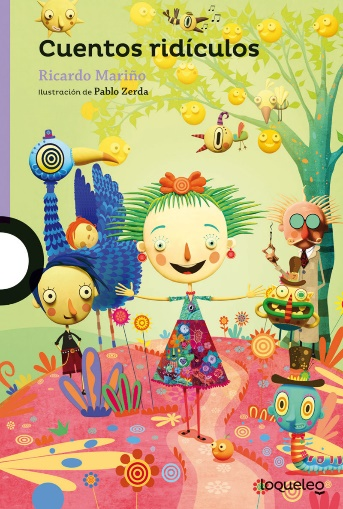 Cuentos ridículos
Ricardo Mariño
Ilustración de Pablo Zerda
loqueleo